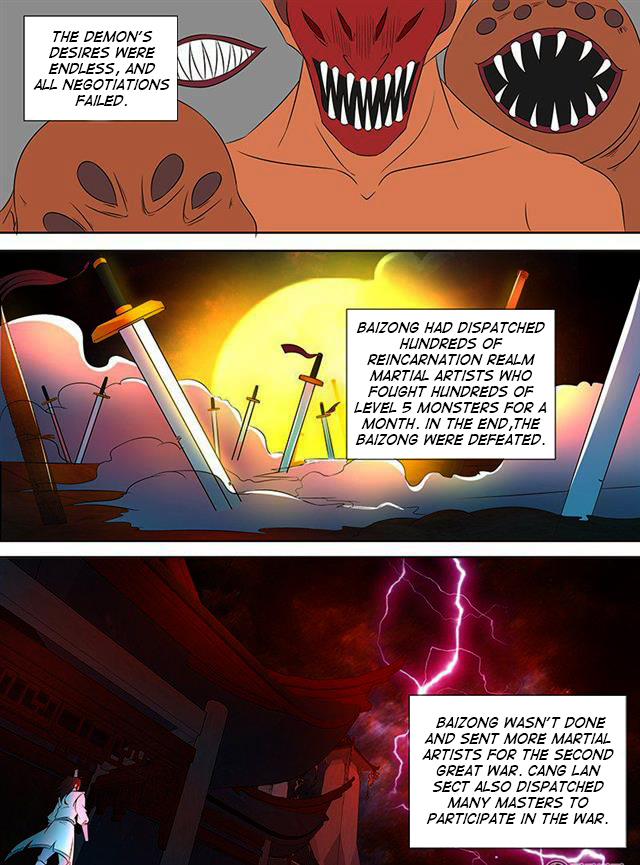 THE DEMON'S
DESIRES WERE
ENDLESS, AND
ALL NEGOTIATIONS
FAILED.
BAIZONG HAD DISPATCHED
HUNDREDS OF
REINCARNATION REALM
MARTIAL ARTISTS WHO
FOUGHT HUNDREDS OF
LEVEL 5 MONSTERS FOR A
MONTH. IN THE END,THE
BAIZONG WERE DEFEATED.
BAIZONG WASN'T DONE
AND SENT MORE MARTIAL
ARTISTS FOR THE SECOND
GREAT WAR. CANG LAN
SECT ALSO DISPATCHED
MANY MASTERS TO
PARTICIPATE IN THE WAR.